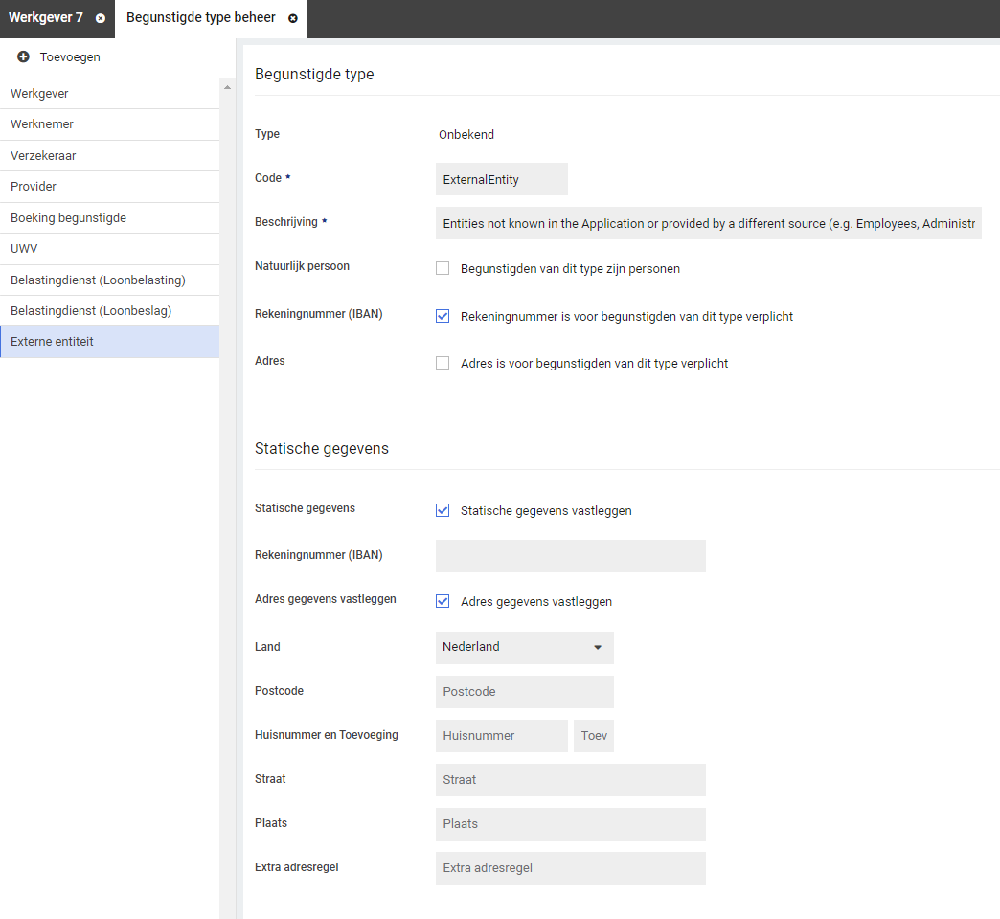 Werkgever 7
Begunstigde type beheer
Toevoegen
Werkgever
Werknemer
Verzekeraar
Provider
Boeking begunstigde
UWV
Belastingdienst (Loonbelasting)
Belastingdienst (Loonbeslag)
Externe entiteit
Begunstigde type
Type Onbekend
Code * ExternalEntity
Beschrijving * Entities not known in the Application or provided by a different source (e.g. Employees, Administr
Natuurlijk persoon Begunstigden van dit type zijn personen
Rekeningnummer (IBAN) Rekeningnummer is voor begunstigden van dit type verplicht
Adres Adres is voor begunstigden van dit type verplicht
Statische gegevens
Statische gegevens Statische gegevens vastleggen
Rekeningnummer (IBAN)
Adres gegevens vastleggen Adres gegevens vastleggen
Land Nederland
Postcode Postcode
Huisnummer en Toevoeging Huisnummer Toev
Straat Straat
Plaats Plaats
Extra adresregel Extra adresregel